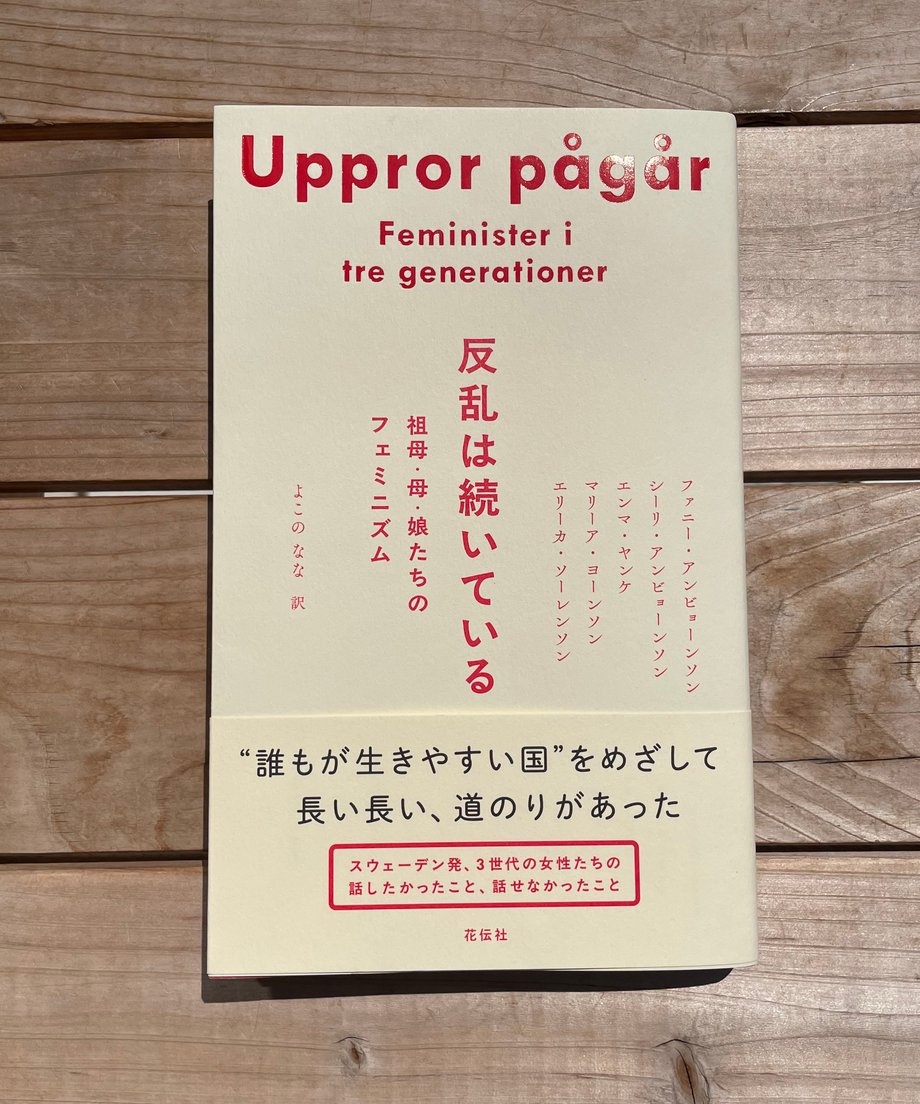 Uppror pågår
Feminister i
tre generationer
ファニー・アンビョーンソン
シーリ・アンビョーンソン
エンマ・ヤンケ
マリーア・ヨーンソン
エリーカ・ソーレンソン
反乱は続いている
祖母・母・娘たちの
フェミニズム
よこの なな 訳
“誰もが生きやすい国”をめざして
長い長い、道のりがあった
スウェーデン発、3世代の女性たちの
話したかったこと、話せなかったこと
花伝社